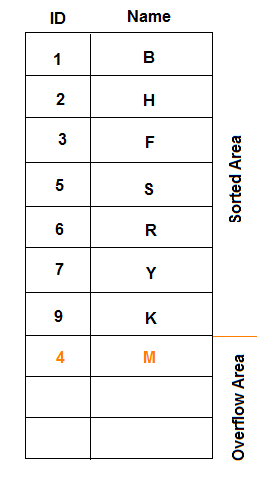 ID Name
1 B
2 H
3 F
5 S
6 R
7 Y
9 K
4 M
Sorted Area
Overflow Area